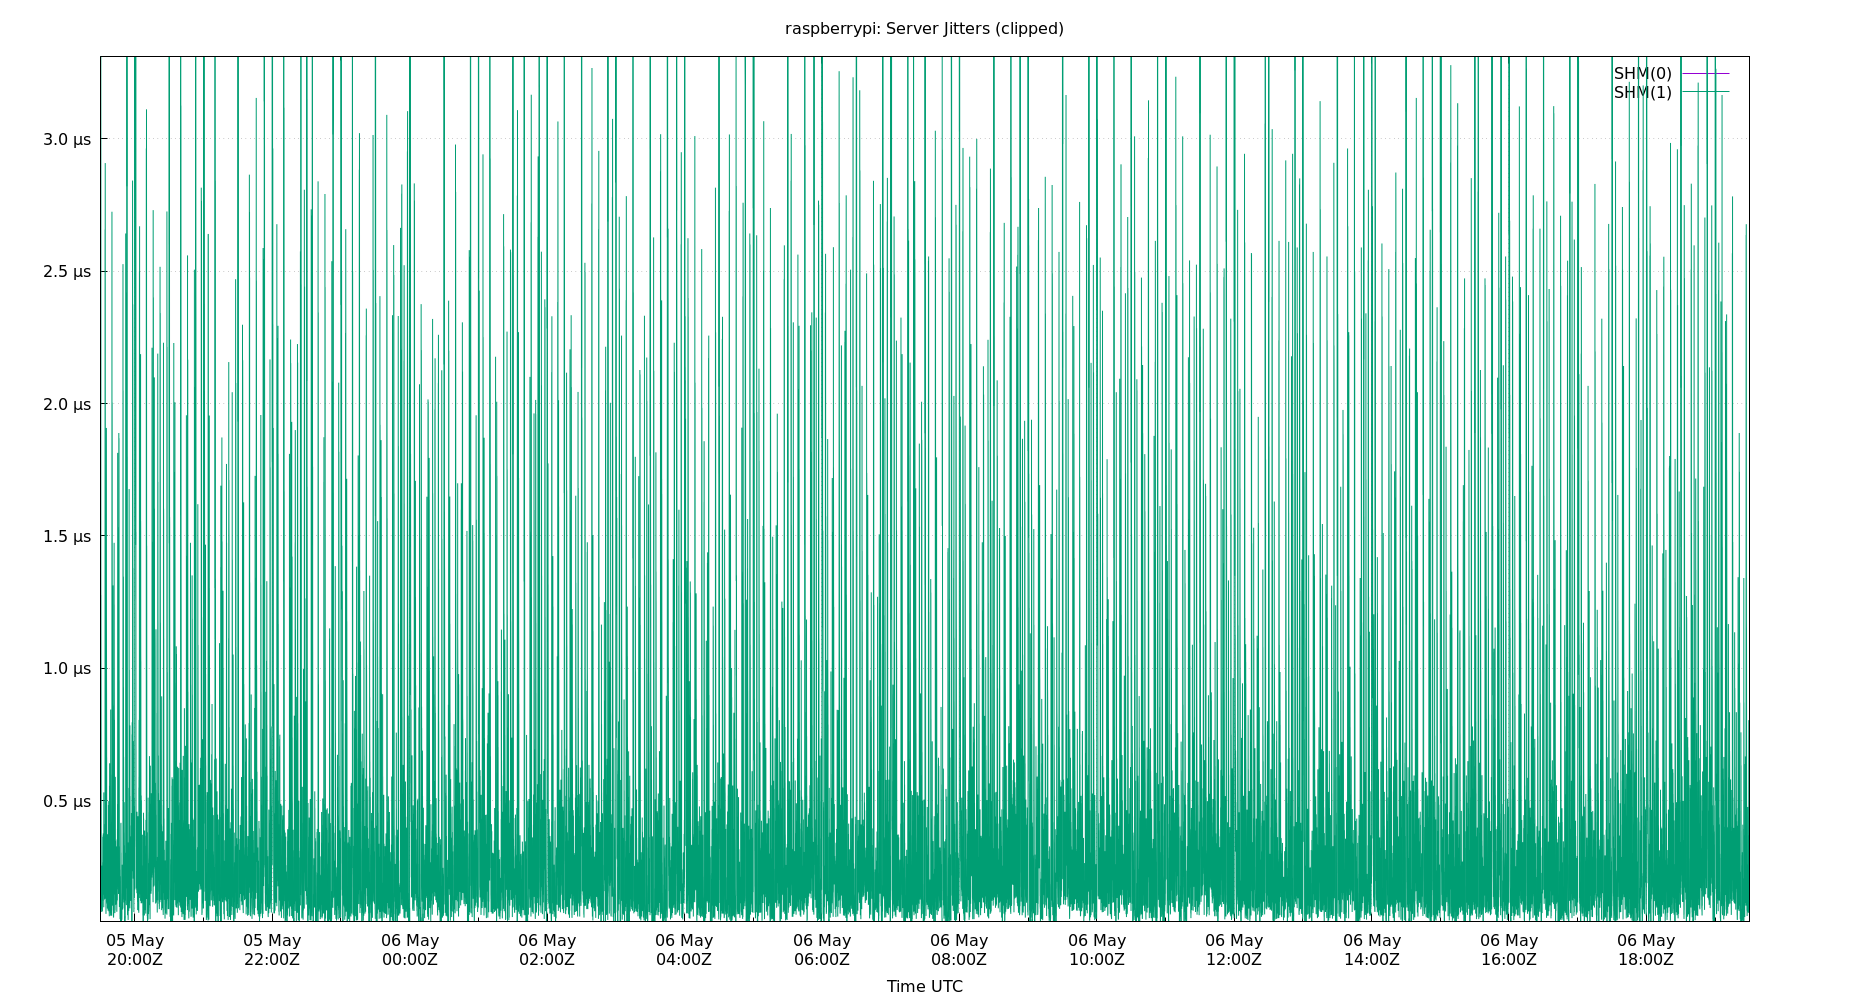 raspberrypi: Server Jitters (clipped)
SHM(0)
SHM(1)
3.0 µs
2.5 µs
2.0 µs
1.5 µs
1.0 µs
0.5 µs
05 May 05 May 06 May 06 May 06 May 06 May 06 May 06 May 06 May 06 May 06 May 06 May
20:00Z 22:00Z 00:00Z 02:00Z 04:00Z 06:00Z 08:00Z 10:00Z 12:00Z 14:00Z 16:00Z 18:00Z
Time UTC